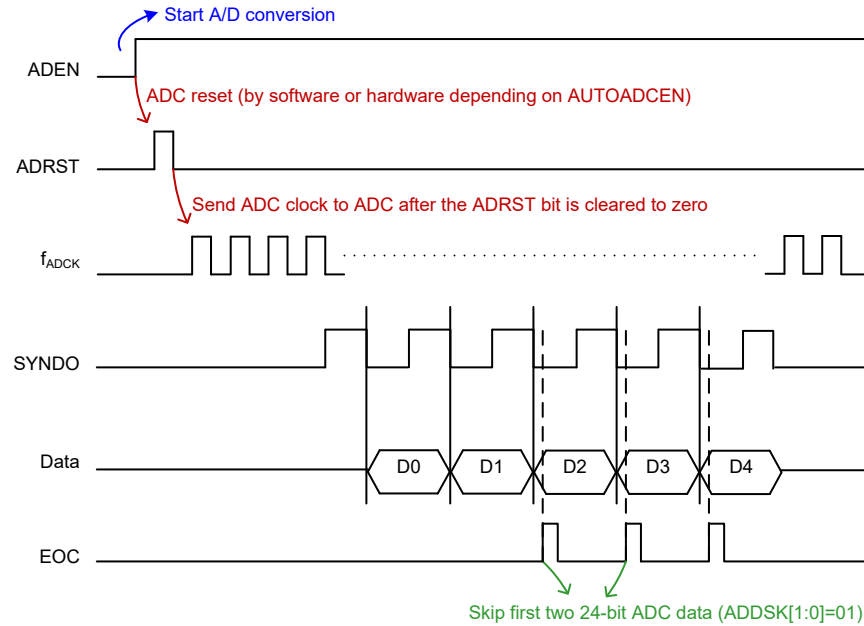 Start A/D conversion
ADEN
ADC reset (by software or hardware depending on AUTOADCEN)
ADRST
Send ADC clock to ADC after the ADRST bit is cleared to zero
fADCK
SYNDO
Data
D0 D1 D2 D3 D4
EOC
Skip first two 24-bit ADC data (ADDSK[1:0]=01)